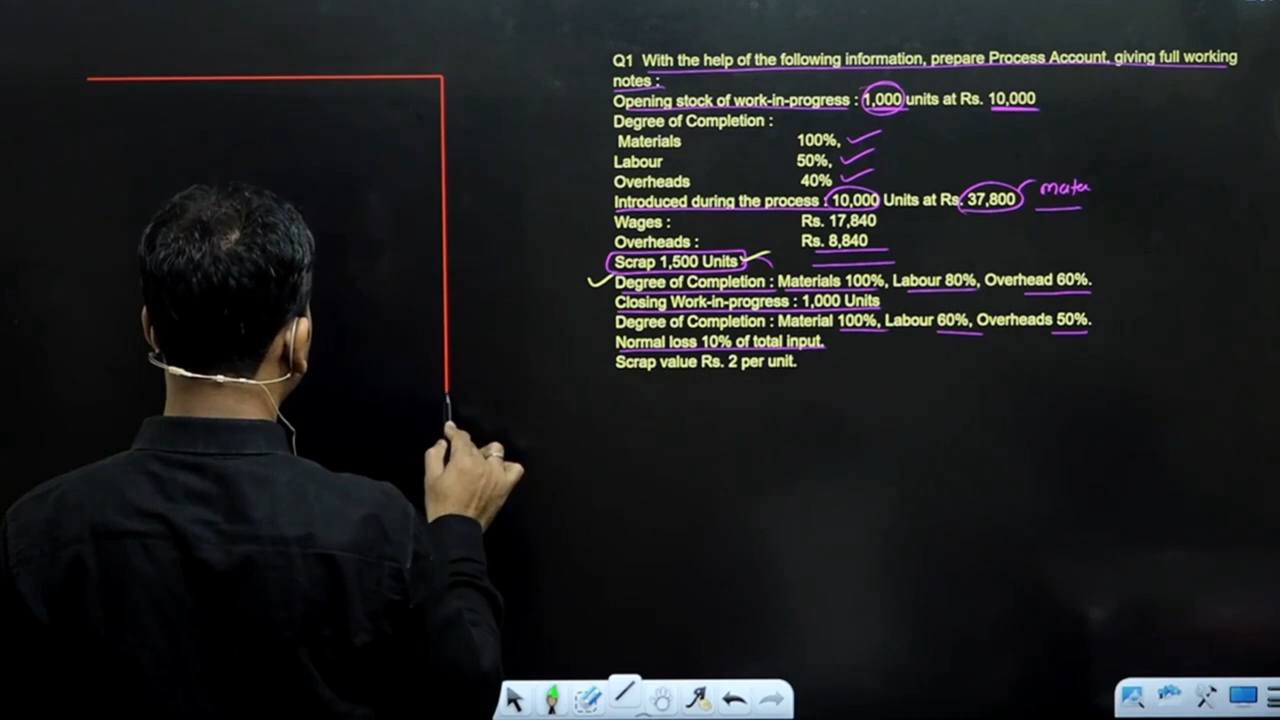 Q1 With the help of the following information, prepare Process Account, giving full working
notes :
Opening stock of work-in-progress : 1,000 units at Rs. 10,000
Degree of Completion :
Materials 100%,
Labour 50%,
Overheads 40%
Introduced during the process : 10,000 Units at Rs. 37,800 mate
Wages : Rs. 17,840
Overheads : Rs. 8,840
Scrap 1,500 Units
Degree of Completion : Materials 100%, Labour 80%, Overhead 60%.
Closing Work-in-progress : 1,000 Units
Degree of Completion : Material 100%, Labour 60%, Overheads 50%.
Normal loss 10% of total input.
Scrap value Rs. 2 per unit.